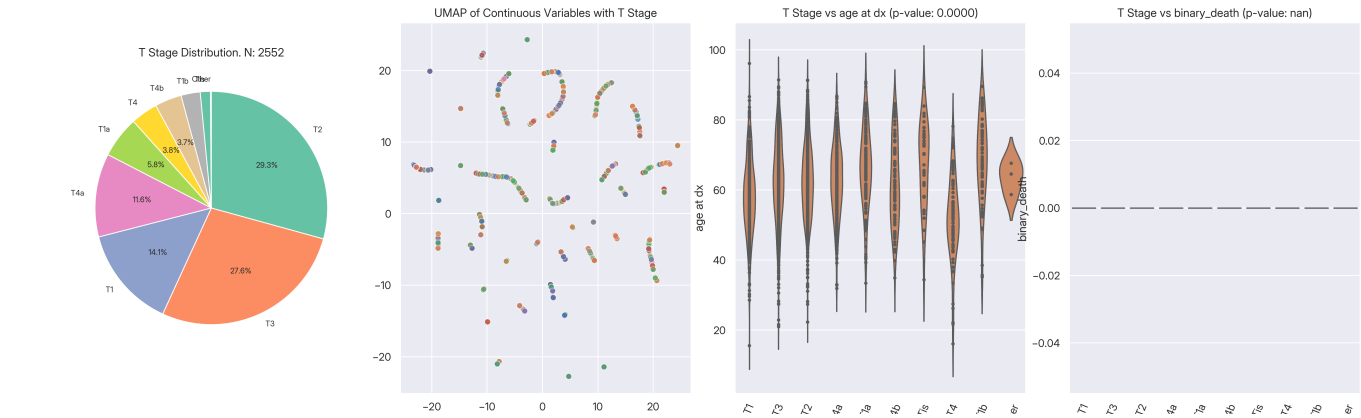 T Stage Distribution. N: 2552
T2
29.3%
T3
27.6%
T1
14.1%
T4a
11.6%
T1a
5.8%
T4
3.8%
T4b
3.7%
T1b
UMAP of Continuous Variables with T Stage
20
10
0
−10
−20
−20
−10
0
10
20
T Stage vs age at dx (p-value: 0.0000)
age at dx
100
80
60
40
20
T1
T3
T2
T4
T Stage vs binary_death (p-value: nan)
binary_death
0.04
0.02
0.00
−0.02
−0.04
T1
T3
T2
T4